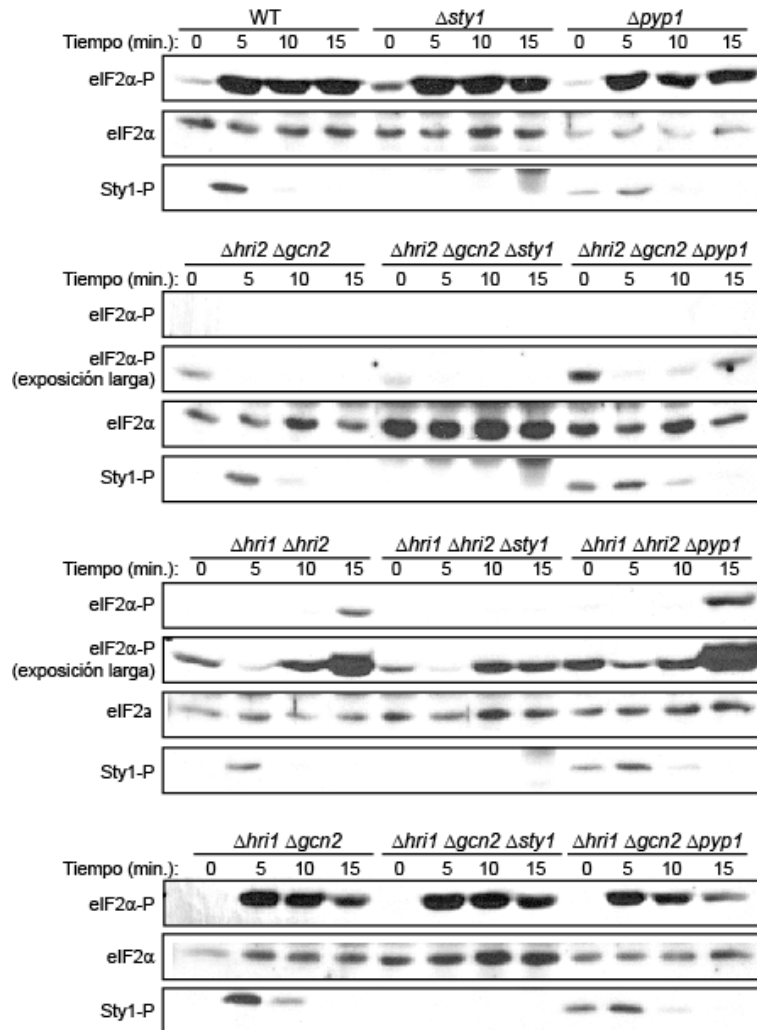 WT Δsty1 Δpyp1
Tiempo (min.): 0 5 10 15 0 5 10 15 0 5 10 15
eIF2α-P
eIF2α
Sty1-P
Δhri2 Δgcn2 Δhri2 Δgcn2 Δsty1 Δhri2 Δgcn2 Δpyp1
Tiempo (min.): 0 5 10 15 0 5 10 15 0 5 10 15
eIF2α-P
eIF2α-P
(exposición larga)
eIF2α
Sty1-P
Δhri1 Δhri2 Δhri1 Δhri2 Δsty1 Δhri1 Δhri2 Δpyp1
Tiempo (min.): 0 5 10 15 0 5 10 15 0 5 10 15
eIF2α-P
eIF2α-P
(exposición larga)
eIF2a
Sty1-P
Δhri1 Δgcn2 Δhri1 Δgcn2 Δsty1 Δhri1 Δgcn2 Δpyp1
Tiempo (min.): 0 5 10 15 0 5 10 15 0 5 10 15
eIF2α-P
eIF2α
Sty1-P